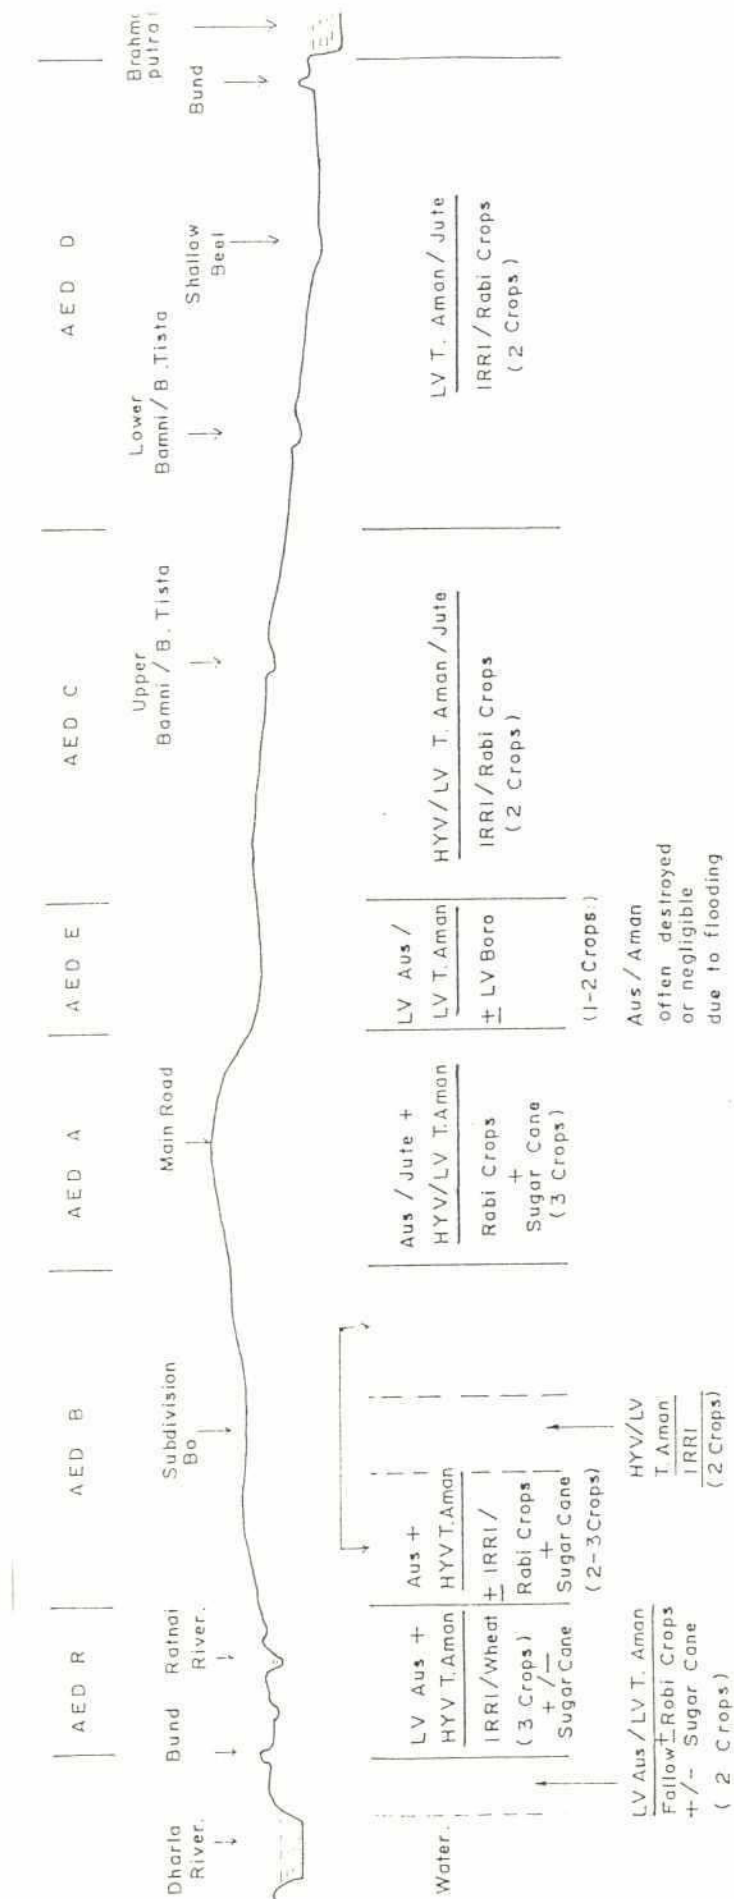 AED R
AED B
AED A
AED E
AED C
AED D
Dharla
River.
Bund
Ratnai
River.
Subdivision
Bo
Main Road
Upper
Bamni / B. Tista
Lower
Bamni / B. Tista
Shallow
Beel
Bund
Brahma
putra
Water.
LV Aus / LV T. Aman
Fallow ± Rabi Crops
+/- Sugar Cane
( 2 Crops )
LV Aus +
HYV T.Aman
IRRI/Wheat
(3 Crops)
+/-
Sugar Cane
Aus +
HYV T.Aman
± IRRI /
Rabi Crops
+
Sugar Cane
(2-3Crops)
HYV/LV
T. Aman
IRRI
(2 Crops)
Aus / Jute +
HYV/LV T.Aman
Rabi Crops
+
Sugar Cane
(3 Crops)
LV Aus /
LV T.Aman
± LV Boro
(1-2Crops.)
Aus / Aman
often destroyed
or negligible
due to flooding
HYV/LV T. Aman / Jute
IRRI / Rabi Crops
(2 Crops)
LV T. Aman / Jute
IRRI / Rabi Crops
(2 Crops)